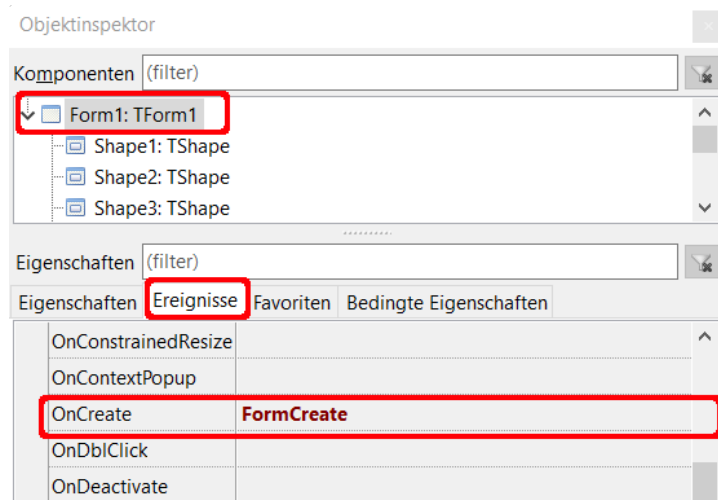 Objektinspektor
Komponenten (filter)
Form1: TForm1
Shape1: TShape
Shape2: TShape
Shape3: TShape
Eigenschaften (filter)
Eigenschaften Ereignisse Favoriten Bedingte Eigenschaften
OnConstrainedResize
OnContextPopup
OnCreate FormCreate
OnDblClick
OnDeactivate